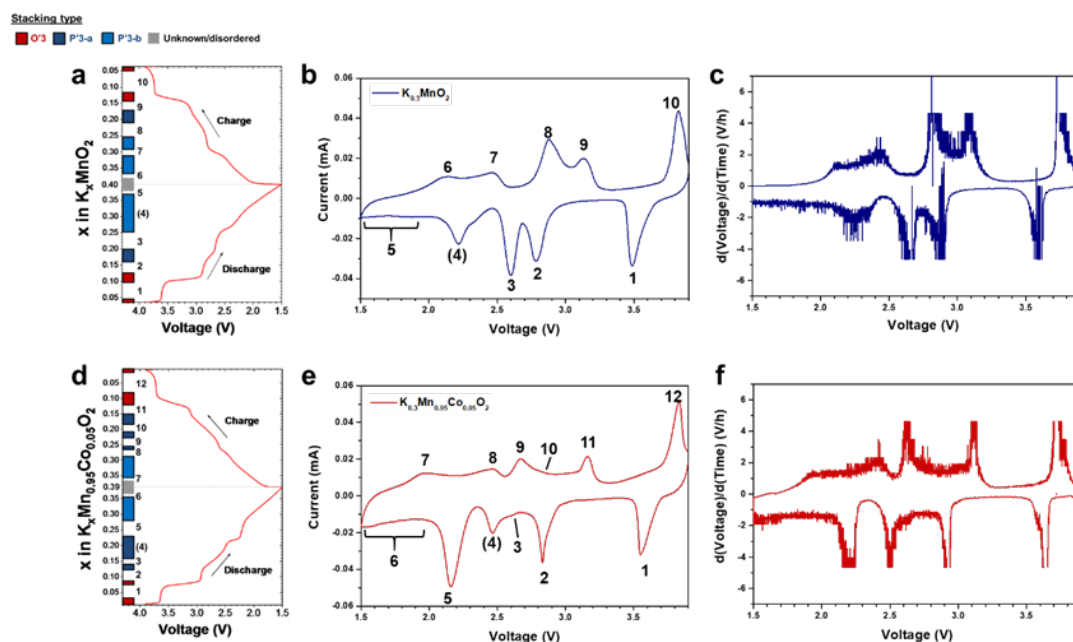 Stacking type
O'3 P'3-a P'3-b Unknown/disordered
a
x in KxMnO2
0.05
0.10
0.15
0.20
0.25
0.30
0.35
0.40
0.35
0.30
0.25
0.20
0.15
0.10
0.05
10
9
8
7
6
5
(4)
3
2
1
Charge
Discharge
4.0 3.5 3.0 2.5 1.5
Voltage (V)
b
K0.3MnO2
Current (mA)
0.06
0.04
0.02
0.00
-0.02
-0.04
6 7 8 9 10
5 (4) 3 2 1
1.5 2.0 2.5 3.0 3.5
Voltage (V)
c
d(Voltage)/d(Time) (V/h)
6
4
2
0
-2
-4
-6
1.5 2.0 2.5 3.0 3.5
Voltage (V)
d
x in KxMn0.95Co0.05O2
0.05
0.10
0.15
0.20
0.25
0.30
0.35
0.39
0.35
0.30
0.25
0.20
0.15
0.10
0.05
12
11
10
9
8
7
6
5
(4)
3
2
1
Charge
Discharge
4.0 3.0 2.5 1.5
Voltage (V)
e
K0.3Mn0.95Co0.05O2
Current (mA)
0.06
0.04
0.02
0.00
-0.02
-0.04
-0.06
7 8 9 10 11 12
6 5 (4) 3 2 1
1.5 2.0 2.5 3.0 3.5
Voltage (V)
f
d(Voltage)/d(Time) (V/h)
6
4
2
0
-2
-4
-6
1.5 2.0 2.5 3.0 3.5
Voltage (V)